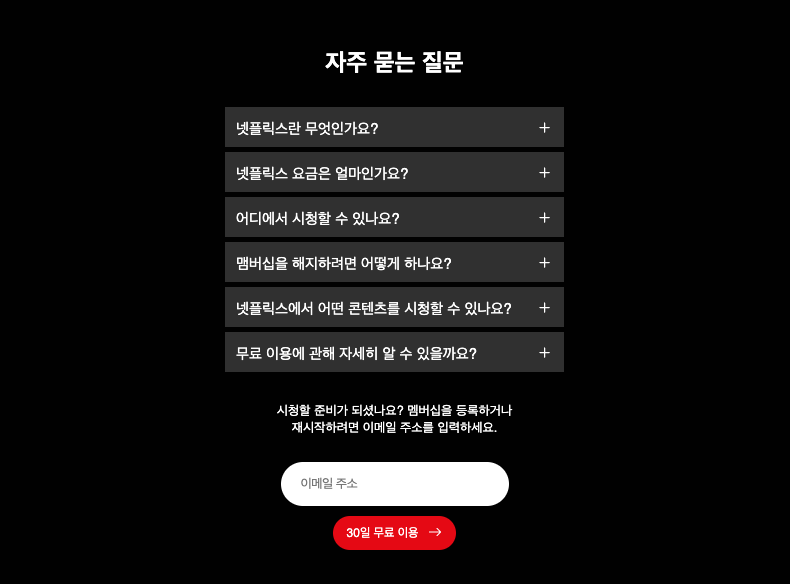 자주 묻는 질문
넷플릭스란 무엇인가요?
넷플릭스 요금은 얼마인가요?
어디에서 시청할 수 있나요?
맴버십을 해지하려면 어떻게 하나요?
넷플릭스에서 어떤 콘텐츠를 시청할 수 있나요?
무료 이용에 관해 자세히 알 수 있을까요?
시청할 준비가 되셨나요? 멤버십을 등록하거나
재시작하려면 이메일 주소를 입력하세요.
이메일 주소
30일 무료 이용